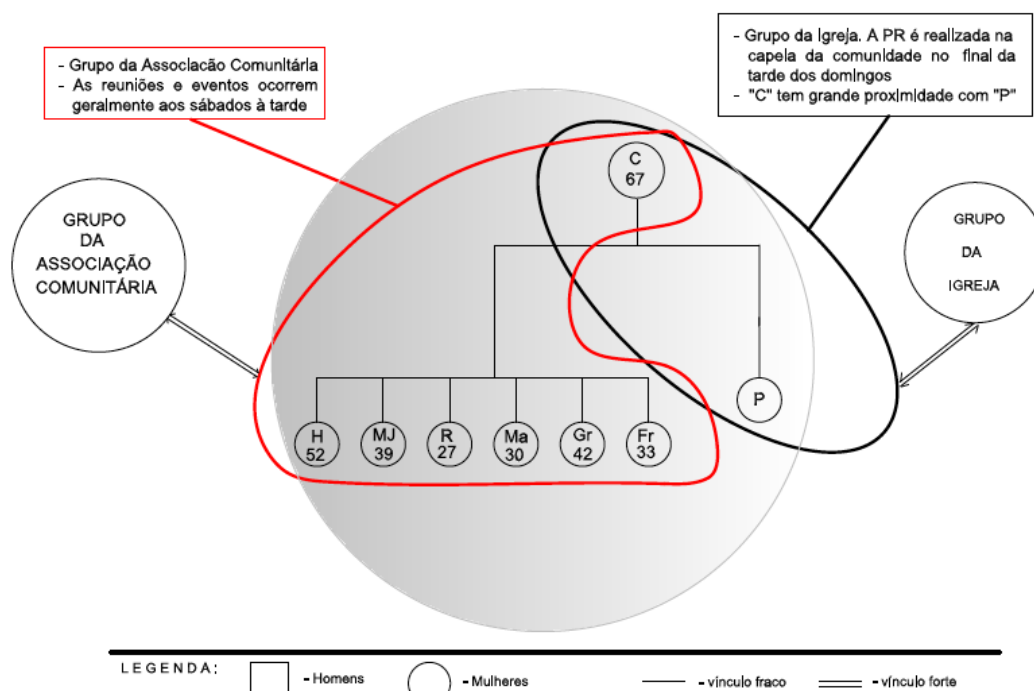 - Grupo da Associacão Comunitária
- As reuniões e eventos ocorrem
geralmente aos sábados à tarde
- Grupo da Igreja. A PR é realizada na
capela da comunidade no final da
tarde dos domingos
- "C" tem grande proximidade com "P"
C
67
GRUPO
DA
ASSOCIAÇÃO
COMUNITÁRIA
GRUPO
DA
IGREJA
P
H
52
MJ
39
R
27
Ma
30
Gr
42
Fr
33
LEGENDA:
- Homens
- Mulheres
- vínculo fraco
- vínculo forte